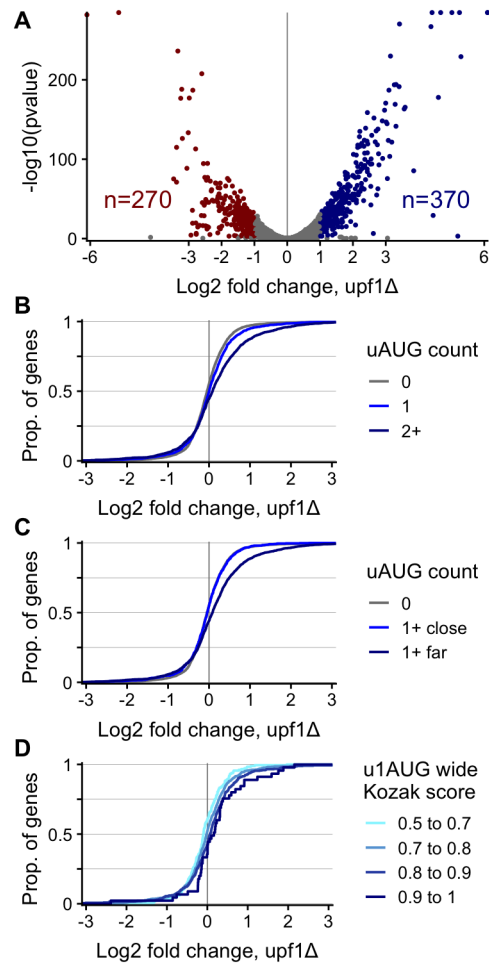 A
-log10(pvalue)
200
100
0
n=270
n=370
-6 -3 -2 -1 0 1 2 3 6
Log2 fold change, upf1Δ
B
Prop. of genes
1
0.5
0
-3 -2 -1 0 1 2 3
Log2 fold change, upf1Δ
uAUG count
0
1
2+
C
Prop. of genes
1
0.5
0
-3 -2 -1 0 1 2 3
Log2 fold change, upf1Δ
uAUG count
0
1+ close
1+ far
D
Prop. of genes
1
0.5
0
-3 -2 -1 0 1 2 3
Log2 fold change, upf1Δ
u1AUG wide
Kozak score
0.5 to 0.7
0.7 to 0.8
0.8 to 0.9
0.9 to 1